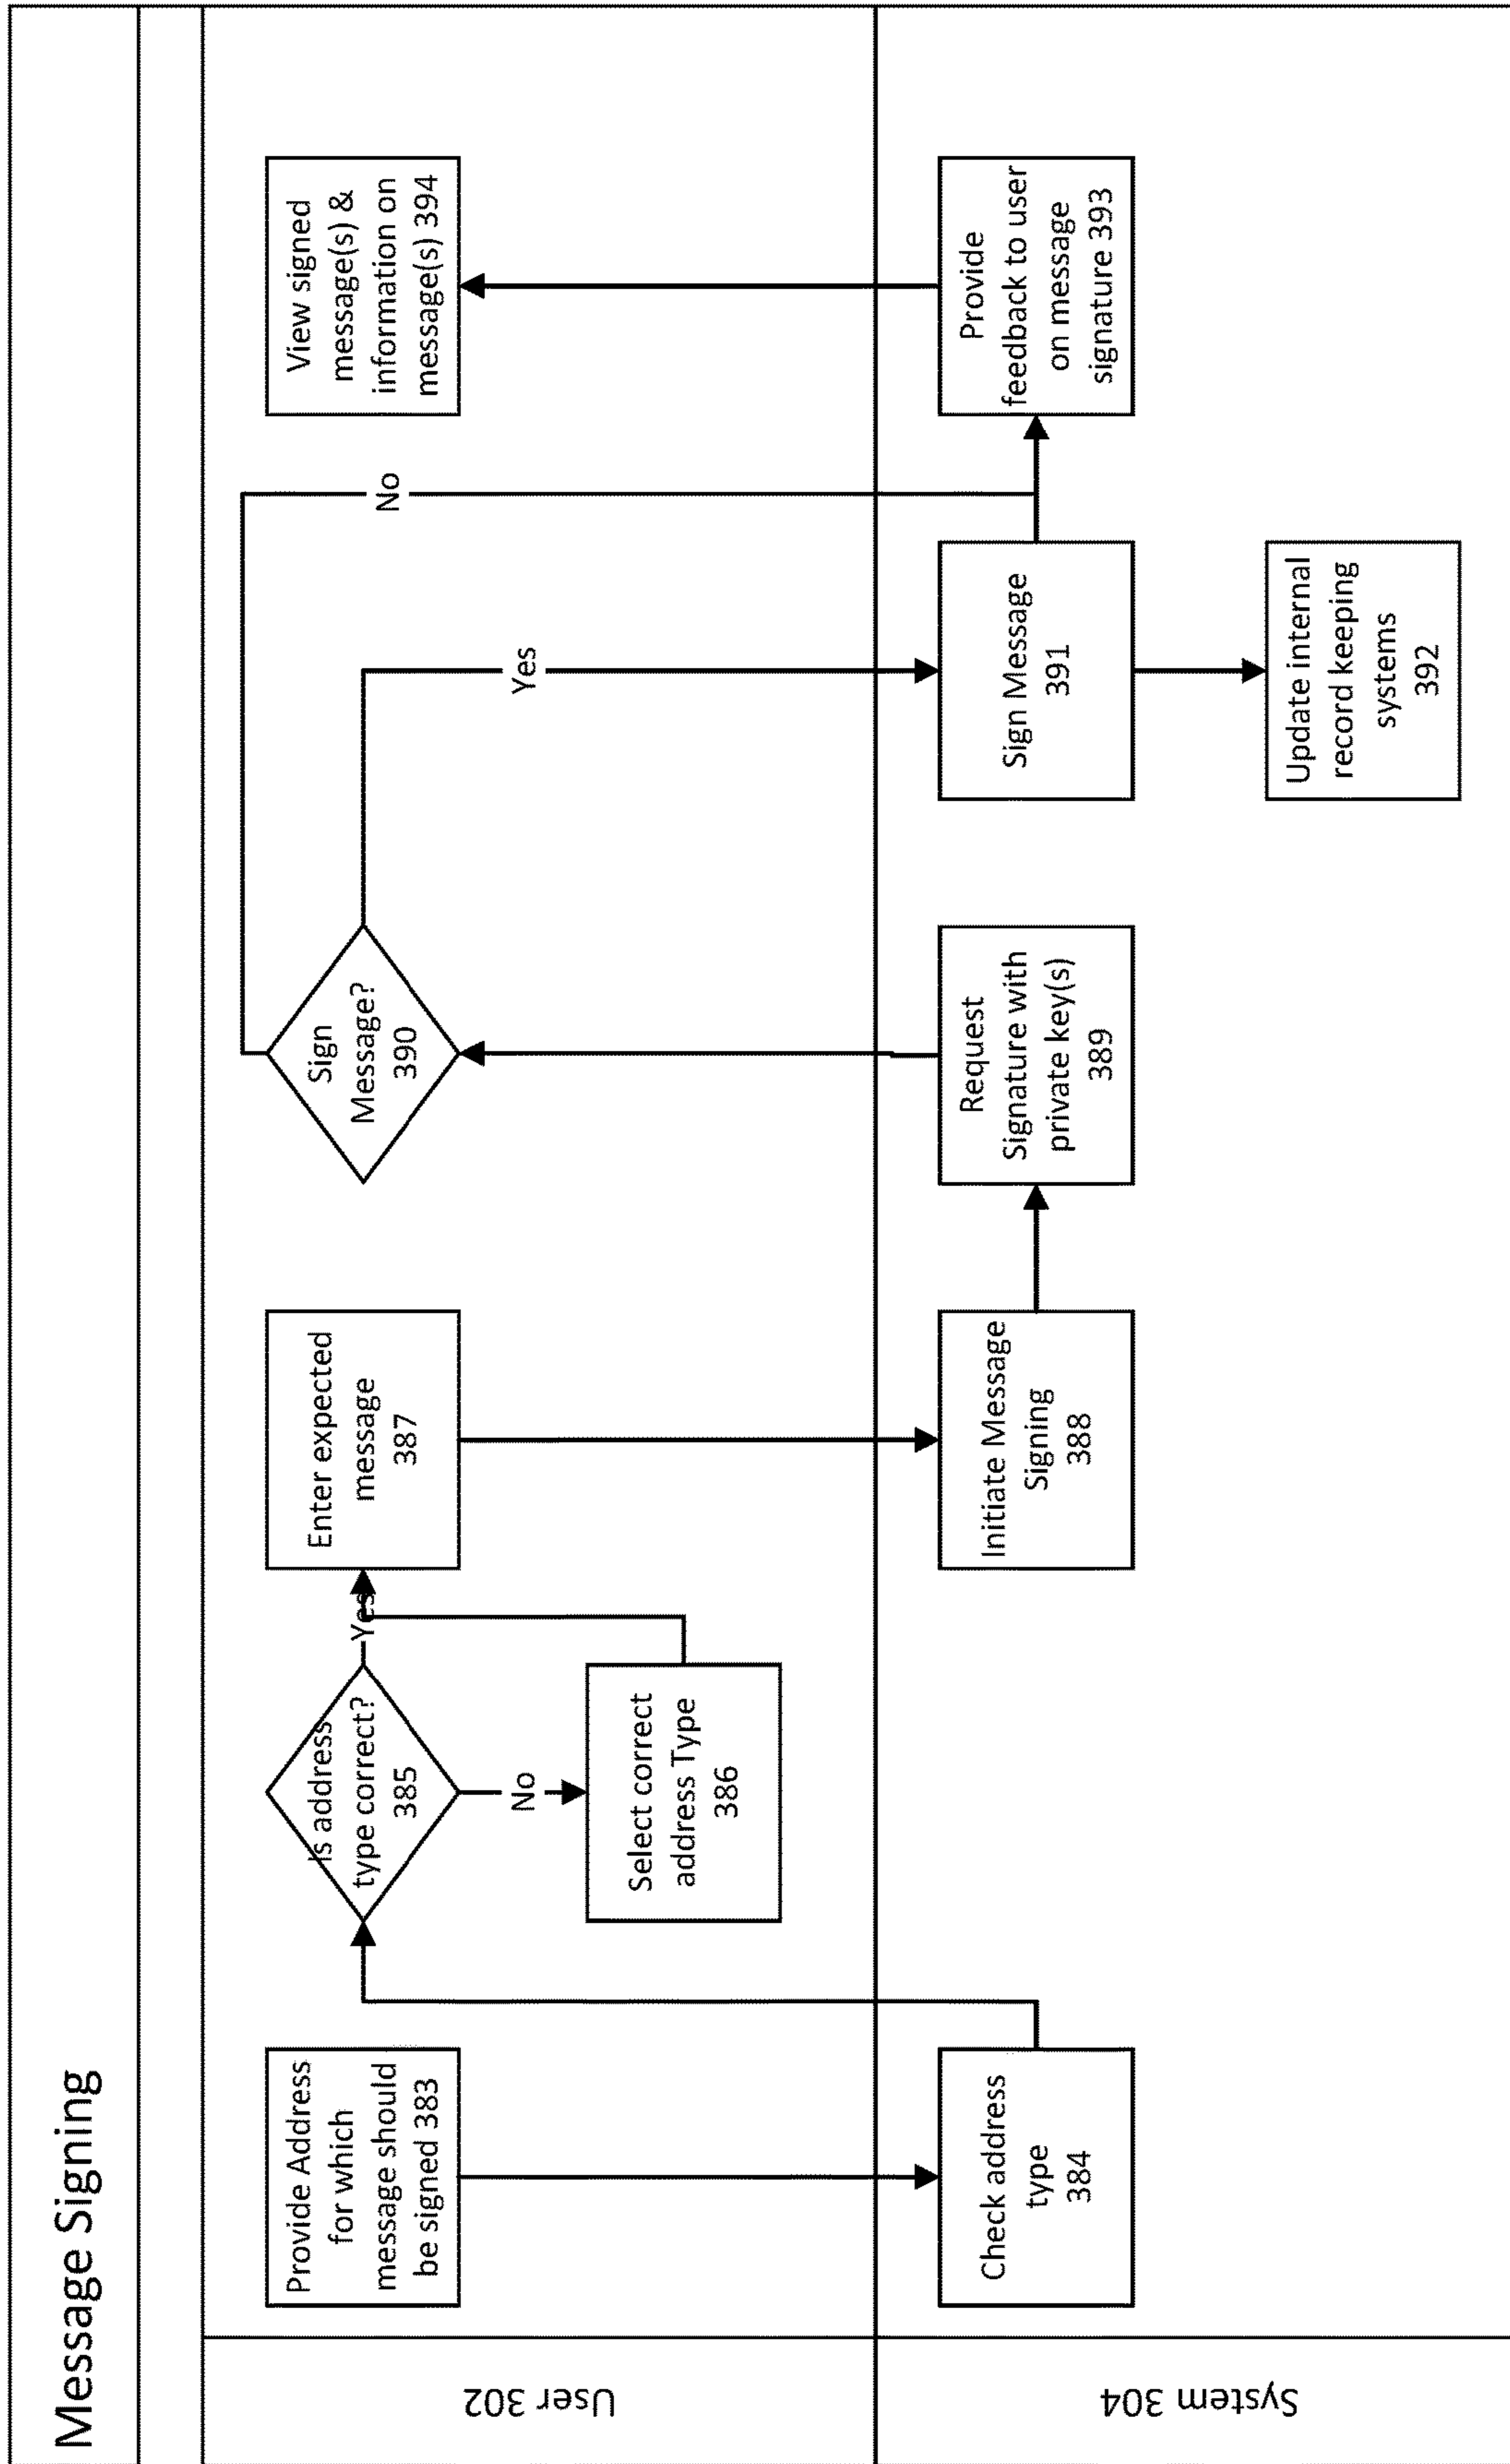 Message Signing
User 302
System 304
Provide Address
for which
message should
be signed 383
Check address
type
384
Is address
type correct?
385
Yes
No
Select correct
address Type
386
Enter expected
message
387
Initiate Message
Signing
388
Request
Signature with
private key(s)
389
Sign
Message?
390
Yes
No
Sign Message
391
Update internal
record keeping
systems
392
Provide
feedback to user
on message
signature 393
View signed
message(s) &
information on
message(s) 394